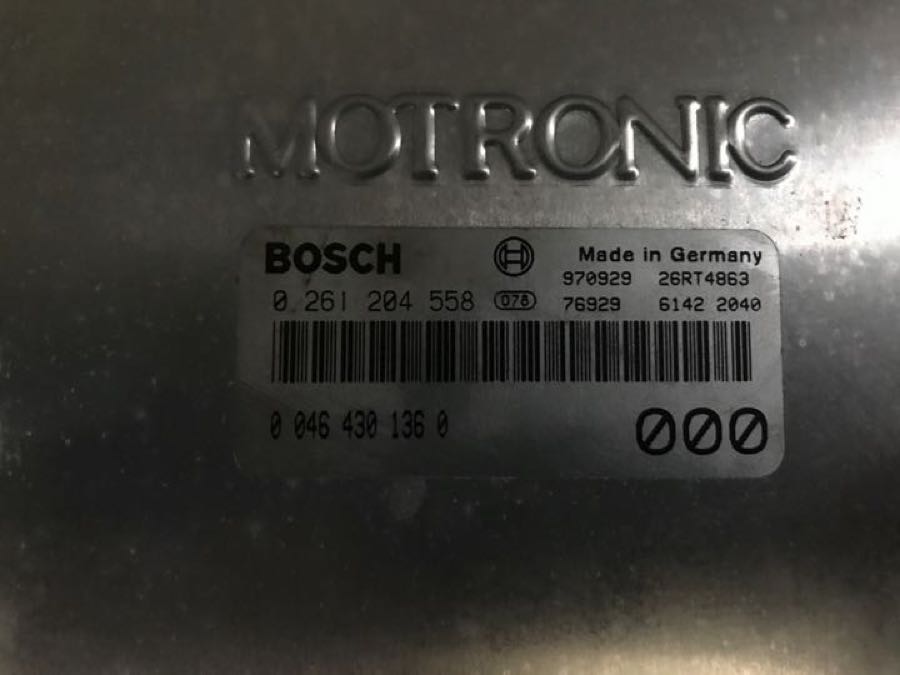 MOTRONIC
BOSCH Made in Germany
970929 26RT4863
0 261 204 558 078 76929 6142 2040
0 046 430 136 0 000